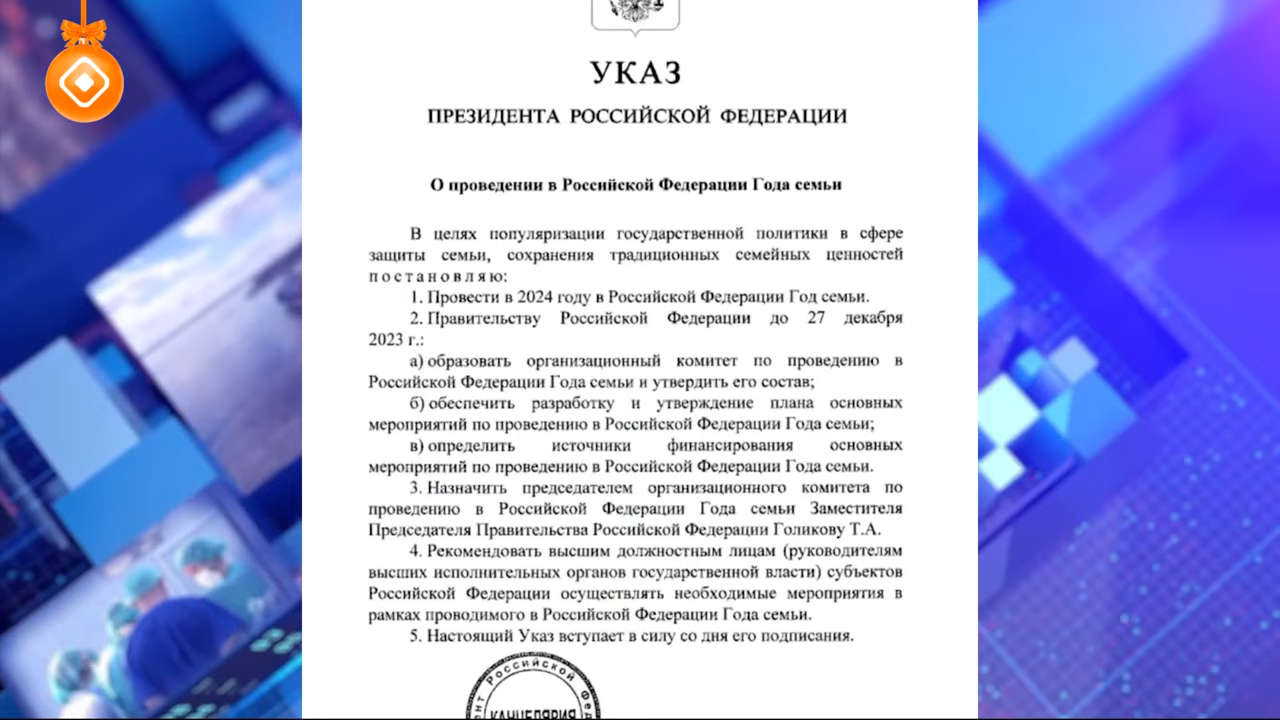 УКАЗ
ПРЕЗИДЕНТА РОССИЙСКОЙ ФЕДЕРАЦИИ
О проведении в Российской Федерации Года семьи
В целях популяризации государственной политики в сфере
защиты семьи, сохранения традиционных семейных ценностей
постановляю:
1. Провести в 2024 году в Российской Федерации Год семьи.
2. Правительству Российской Федерации до 27 декабря
2023 г.:
а) образовать организационный комитет по проведению в
Российской Федерации Года семьи и утвердить его состав;
б) обеспечить разработку и утверждение плана основных
мероприятий по проведению в Российской Федерации Года семьи;
в) определить источники финансирования основных
мероприятий по проведению в Российской Федерации Года семьи.
3. Назначить председателем организационного комитета по
проведению в Российской Федерации Года семьи Заместителя
Председателя Правительства Российской Федерации Голикову Т.А.
4. Рекомендовать высшим должностным лицам (руководителям
высших исполнительных органов государственной власти) субъектов
Российской Федерации осуществлять необходимые мероприятия в
рамках проводимого в Российской Федерации Года семьи.
5. Настоящий Указ вступает в силу со дня его подписания.
РОССИЙСКОЙ
КАНЦЕЛЯРИЯ